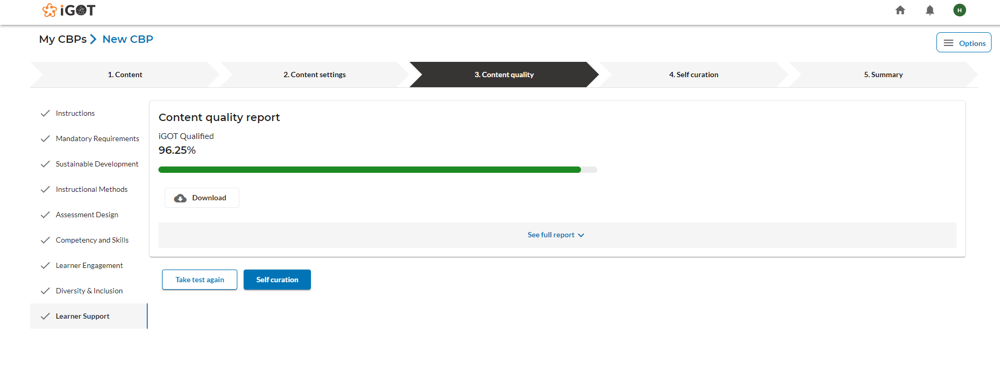 iGOT
H
My CBPs New CBP
Options
1. Content
2. Content settings
3. Content quality
4. Self curation
5. Summary
Instructions
Mandatory Requirements
Sustainable Development
Instructional Methods
Assessment Design
Competency and Skills
Learner Engagement
Diversity & Inclusion
Learner Support
Content quality report
iGOT Qualified
96.25%
Download
See full report
Take test again
Self curation